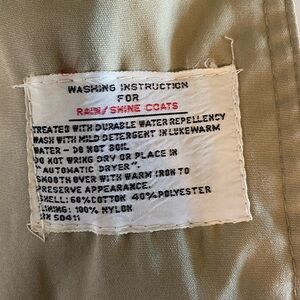 WASHING INSTRUCTION
FOR
RAIN/SHINE COATS
TREATED WITH DURABLE WATER REPELLENCY
WASH WITH MILD DETERGENT IN LUKEWARM
WATER - DO NOT BOIL
DO NOT WRING DRY OR PLACE IN
"AUTOMATIC DRYER".
SMOOTH OVER WITH WARM IRON TO
PRESERVE APPEARANCE.
SHELL: 60%COTTON 40%POLYESTER
LINING: 100% NYLON
50411